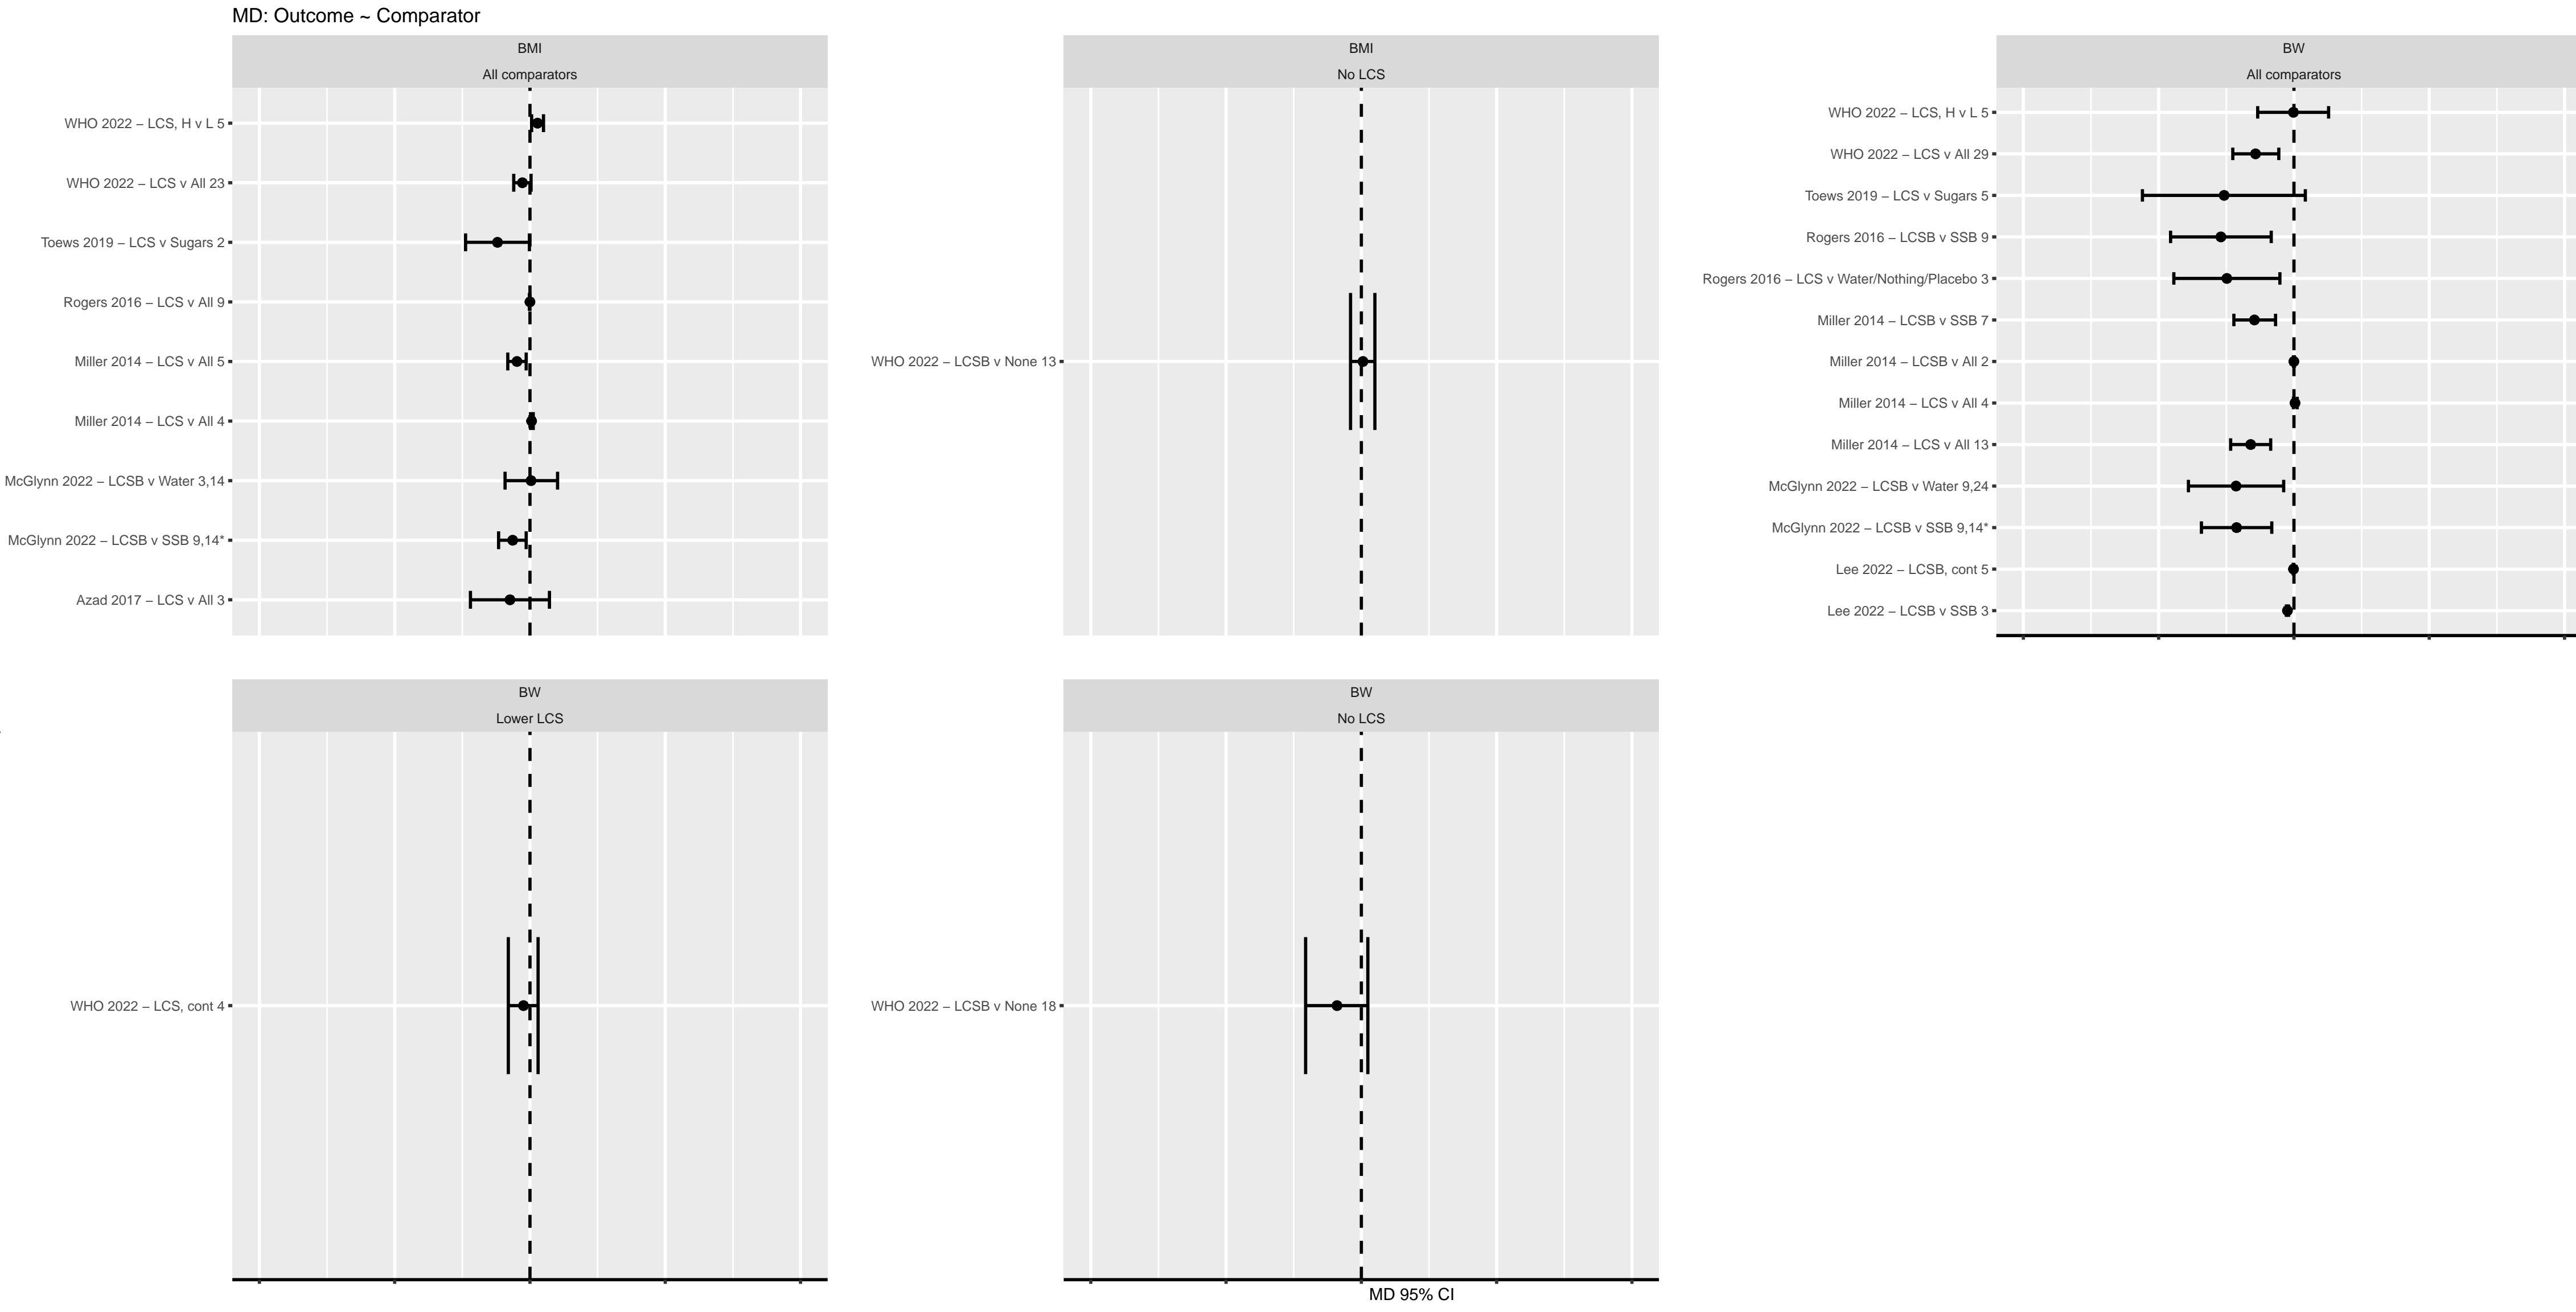 MD: Outcome ~ Comparator
BMI
All comparators
WHO 2022 – LCS, H v L 5
WHO 2022 – LCS v All 23
Toews 2019 – LCS v Sugars 2
Rogers 2016 – LCS v All 9
Miller 2014 – LCS v All 5
Miller 2014 – LCS v All 4
McGlynn 2022 – LCSB v Water 3,14
McGlynn 2022 – LCSB v SSB 9,14*
Azad 2017 – LCS v All 3
BMI
No LCS
WHO 2022 – LCSB v None 13
BW
All comparators
WHO 2022 – LCS, H v L 5
WHO 2022 – LCS v All 29
Toews 2019 – LCS v Sugars 5
Rogers 2016 – LCSB v SSB 9
Rogers 2016 – LCS v Water/Nothing/Placebo 3
Miller 2014 – LCSB v SSB 7
Miller 2014 – LCSB v All 2
Miller 2014 – LCS v All 4
Miller 2014 – LCS v All 13
McGlynn 2022 – LCSB v Water 9,24
McGlynn 2022 – LCSB v SSB 9,14*
Lee 2022 – LCSB, cont 5
Lee 2022 – LCSB v SSB 3
BW
Lower LCS
WHO 2022 – LCS, cont 4
BW
No LCS
WHO 2022 – LCSB v None 18
MD 95% CI